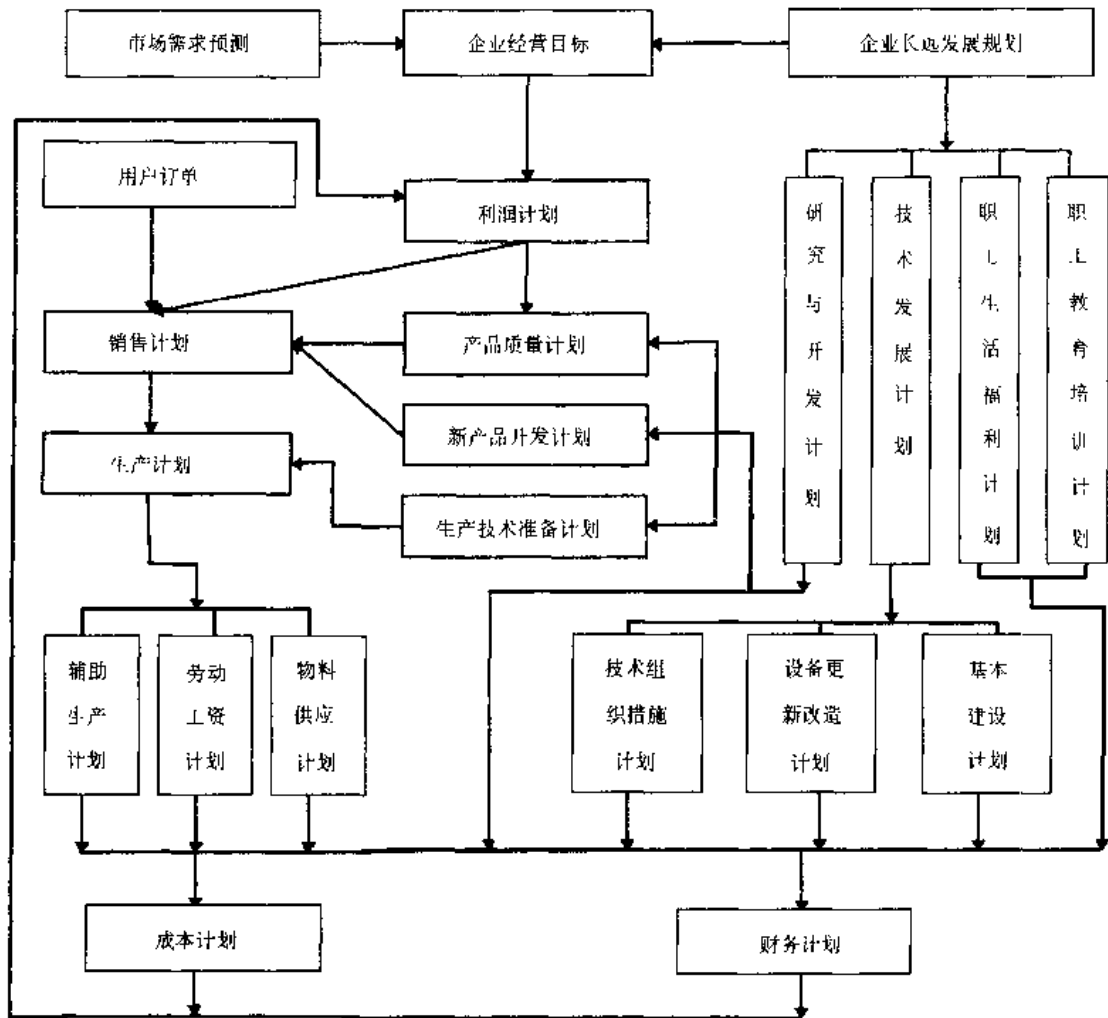 市场需求预测
企业经营目标
企业长远发展规划
用户订单
利润计划
研究与开发计划
技术发展计划
职工生活福利计划
职工教育培训计划
销售计划
产品质量计划
新产品开发计划
生产计划
生产技术准备计划
辅助
生产
计划
劳动
工资
计划
物料
供应
计划
技术组
织措施
计划
设备更
新改造
计划
基本
建设
计划
成本计划
财务计划